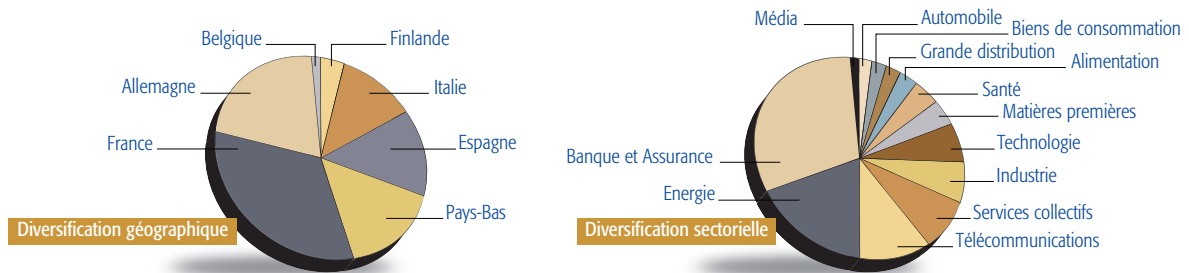 Belgique
Finlande
Allemagne
Italie
France
Espagne
Pays-Bas
Diversification géographique
Média
Automobile
Biens de consommation
Grande distribution
Alimentation
Santé
Matières premières
Technologie
Banque et Assurance
Industrie
Energie
Services collectifs
Télécommunications
Diversification sectorielle